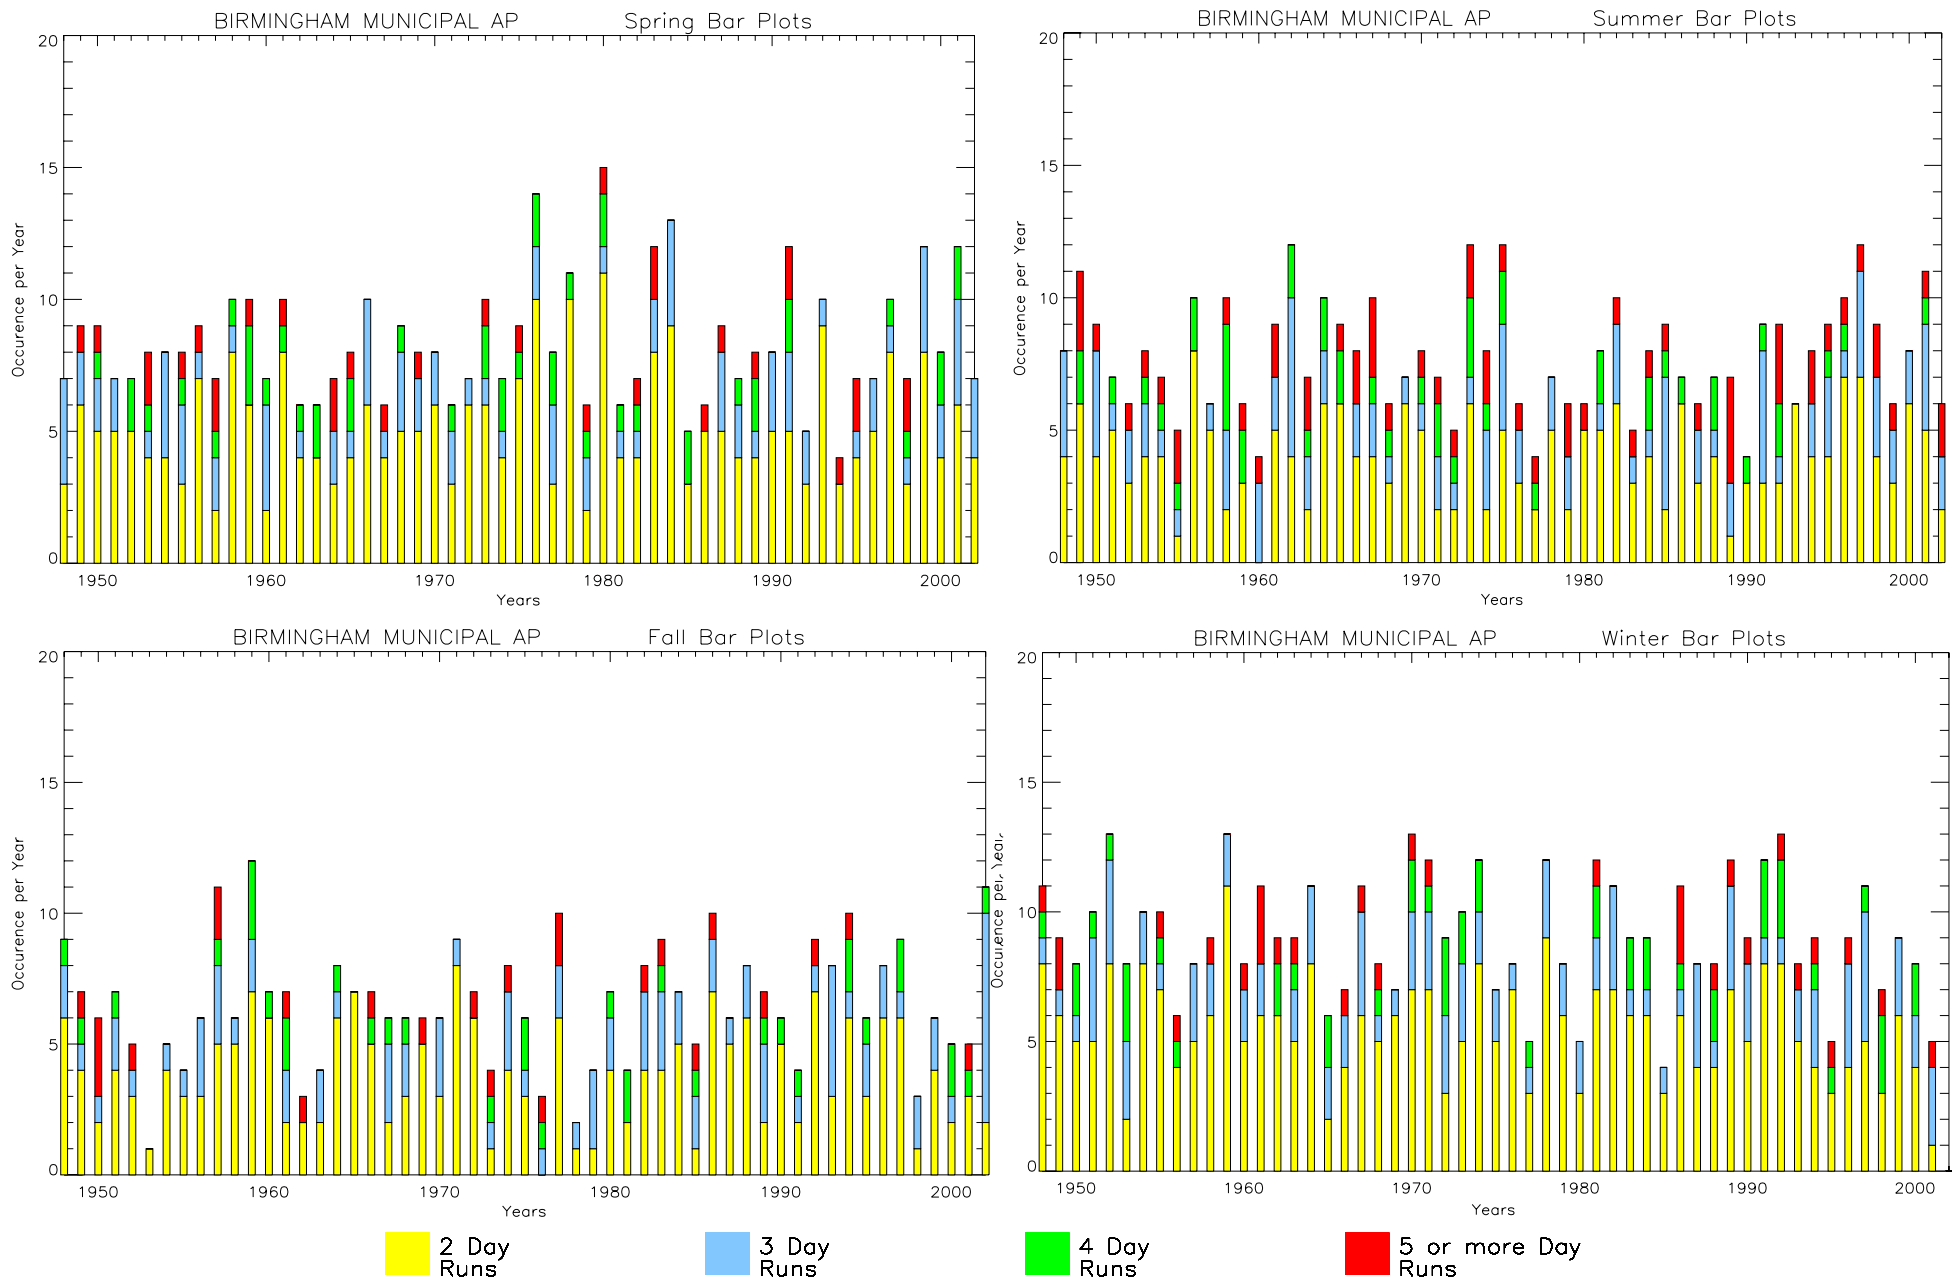 BIRMINGHAM MUNICIPAL AP Spring Bar Plots
20
15
10
5
0
Occurence per Year
1950 1960 1970 1980 1990 2000
Years
BIRMINGHAM MUNICIPAL AP Summer Bar Plots
20
15
10
5
0
Occurence per Year
1950 1960 1970 1980 1990 2000
Years
BIRMINGHAM MUNICIPAL AP Fall Bar Plots
20
15
10
5
0
Occurence per Year
1950 1960 1970 1980 1990 2000
Years
BIRMINGHAM MUNICIPAL AP Winter Bar Plots
20
15
10
5
0
Occurence per Year
1950 1960 1970 1980 1990 2000
Years
2 Day
Runs
3 Day
Runs
4 Day
Runs
5 or more Day
Runs